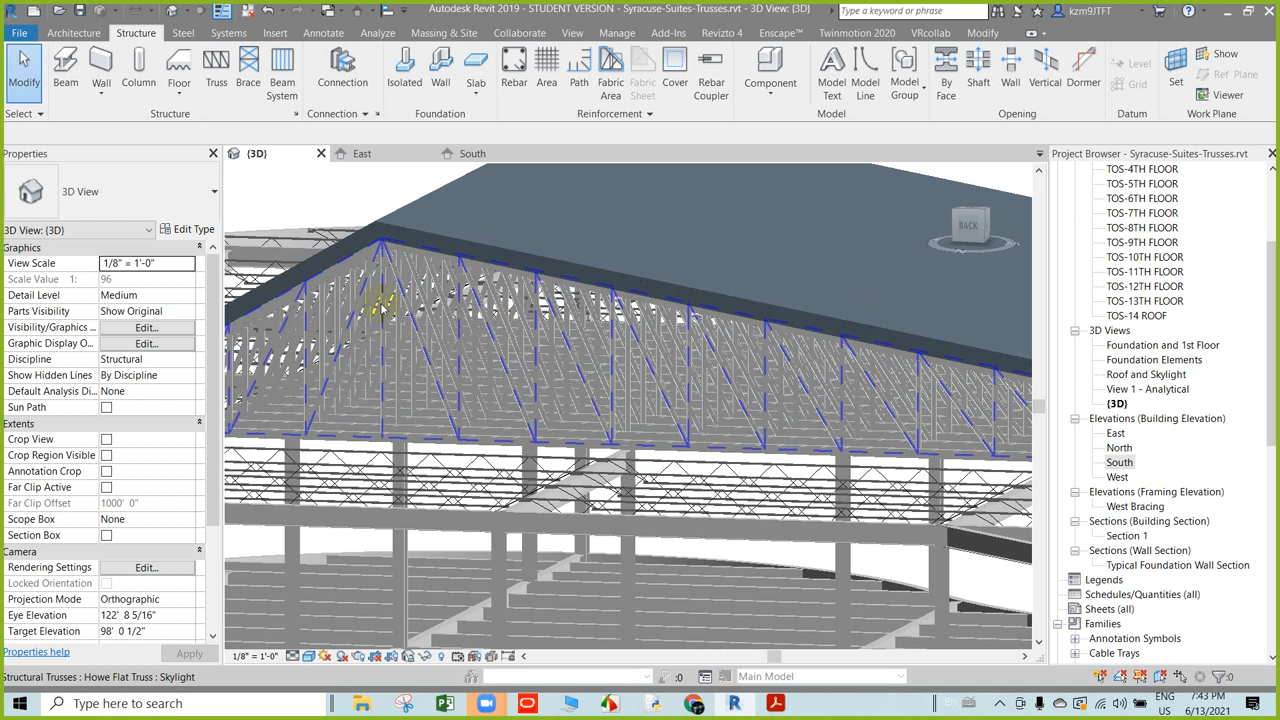 Autodesk Revit 2019 - STUDENT VERSION - Syracuse-Suites-Trusses.rvt - 3D View: {3D}
Type a keyword or phrase
kzm9JTFT
File Architecture Structure Steel Systems Insert Annotate Analyze Massing & Site Collaborate View Manage Add-Ins Revizto 4 Enscape™ Twinmotion 2020 VRcollab Modify
Modify Beam Wall Column Floor Truss Brace Beam System Connection Isolated Wall Slab Rebar Area Path Fabric Area Fabric Sheet Cover Rebar Coupler Component Model Text Model Line Model Group By Face Shaft Wall Vertical Dormer Level Grid Set Show Ref Plane Viewer
Select Structure Connection Foundation Reinforcement Model Opening Datum Work Plane
Properties
{3D} East South
Project Browser - Syracuse-Suites-Trusses.rvt
3D View
3D View: {3D} Edit Type
Graphics
View Scale 1/8" = 1'-0"
Scale Value 1: 96
Detail Level Medium
Parts Visibility Show Original
Visibility/Graphics ... Edit...
Graphic Display O... Edit...
Discipline Structural
Show Hidden Lines By Discipline
Default Analysis Di... None
Sun Path
Extents
Crop View
Crop Region Visible
Annotation Crop
Far Clip Active
Far Clip Offset 1000' 0"
Scope Box None
Section Box
Camera
Rendering Settings Edit...
Locked Orientation
Projection Mode Orthographic
Eye Elevation 122' 8 5/16"
Target Elevation 98' 0 1/2"
Properties help Apply
BACK
TOS-4TH FLOOR
TOS-5TH FLOOR
TOS-6TH FLOOR
TOS-7TH FLOOR
TOS-8TH FLOOR
TOS-9TH FLOOR
TOS-10TH FLOOR
TOS-11TH FLOOR
TOS-12TH FLOOR
TOS-13TH FLOOR
TOS-14 ROOF
3D Views
Foundation and 1st Floor
Foundation Elements
Roof and Skylight
View 1 - Analytical
{3D}
Elevations (Building Elevation)
East
North
South
West
Elevations (Framing Elevation)
West Bracing
Sections (Building Section)
Section 1
Sections (Wall Section)
Typical Foundation Wall Section
Legends
Schedules/Quantities (all)
Sheets (all)
Families
Annotation Symbols
Cable Trays
1/8" = 1'-0"
Structural Trusses : Howe Flat Truss : Skylight
:0
Main Model
:0
Type here to search
ENG
US
7:43 PM
6/13/2021